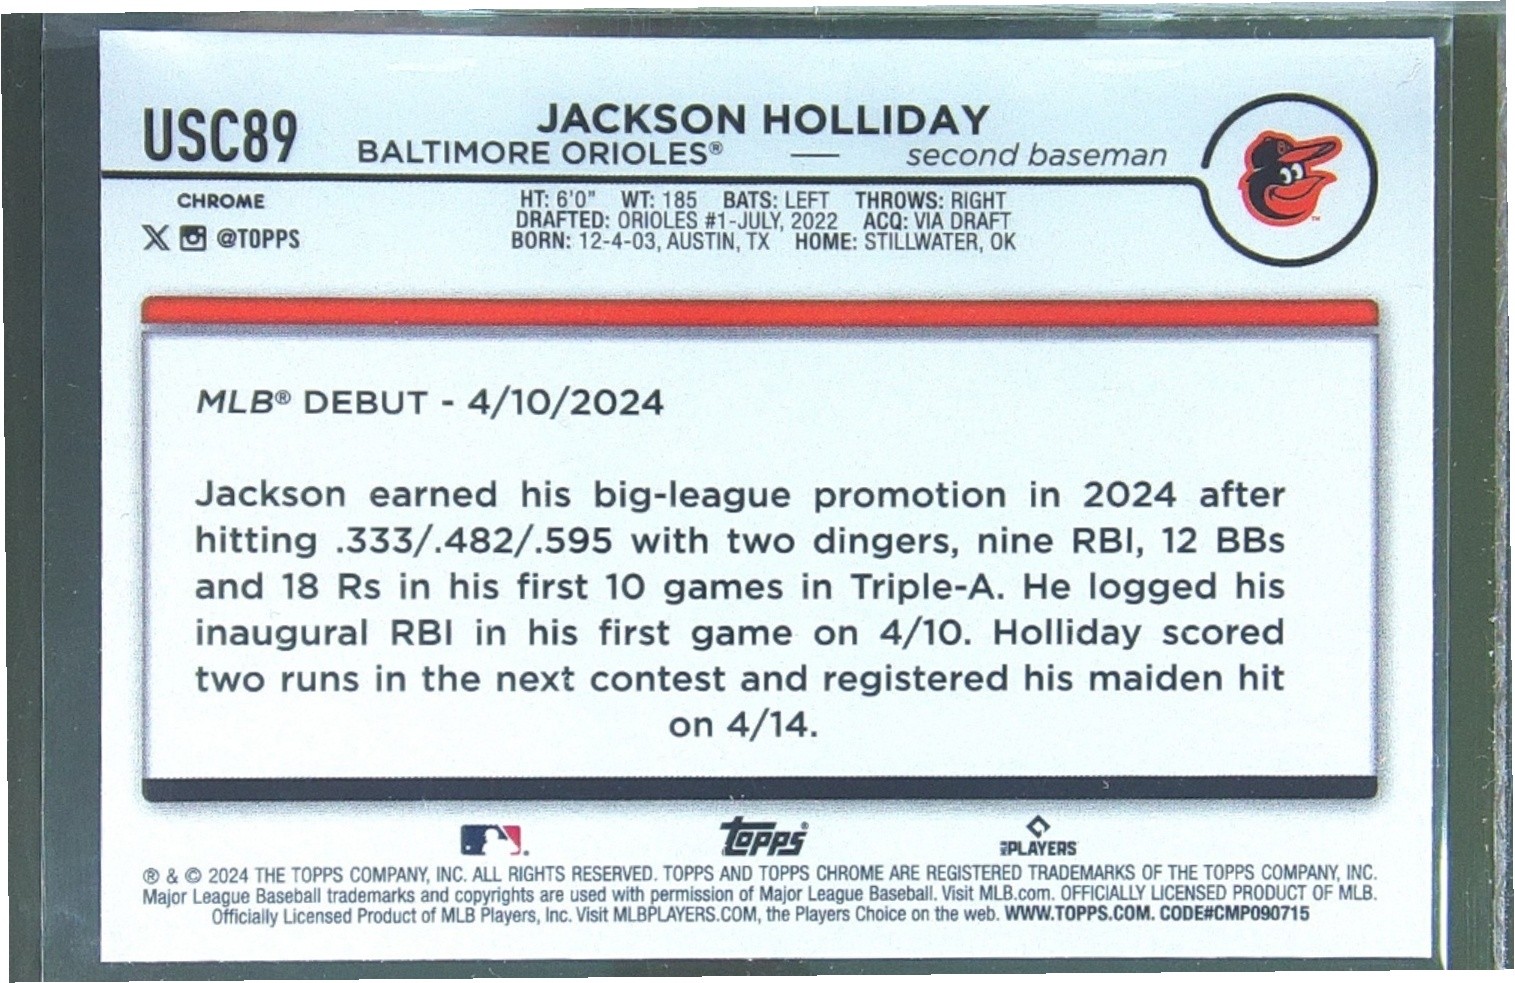 USC89
JACKSON HOLLIDAY
BALTIMORE ORIOLES® — second baseman
CHROME
@TOPPS
HT: 6'0" WT: 185 BATS: LEFT THROWS: RIGHT
DRAFTED: ORIOLES #1-JULY, 2022 ACQ: VIA DRAFT
BORN: 12-4-03, AUSTIN, TX HOME: STILLWATER, OK
TM
MLB® DEBUT - 4/10/2024
Jackson earned his big-league promotion in 2024 after
hitting .333/.482/.595 with two dingers, nine RBI, 12 BBs
and 18 Rs in his first 10 games in Triple-A. He logged his
inaugural RBI in his first game on 4/10. Holliday scored
two runs in the next contest and registered his maiden hit
on 4/14.
Topps®
MLB PLAYERS
® & © 2024 THE TOPPS COMPANY, INC. ALL RIGHTS RESERVED. TOPPS AND TOPPS CHROME ARE REGISTERED TRADEMARKS OF THE TOPPS COMPANY, INC.
Major League Baseball trademarks and copyrights are used with permission of Major League Baseball. Visit MLB.com. OFFICIALLY LICENSED PRODUCT OF MLB.
Officially Licensed Product of MLB Players, Inc. Visit MLBPLAYERS.COM, the Players Choice on the web. WWW.TOPPS.COM. CODE#CMP090715